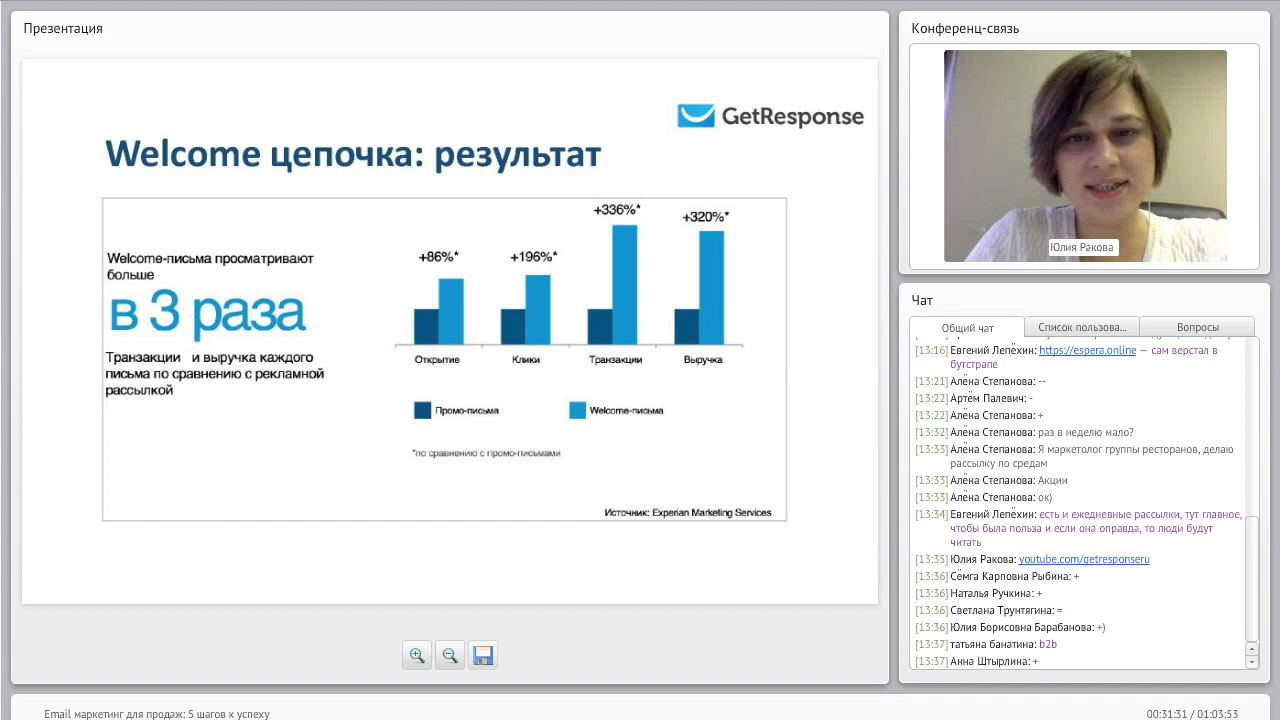 Презентация
GetResponse
Welcome цепочка: результат
Welcome-письма просматривают
больше
в 3 раза
Транзакции и выручка каждого
письма по сравнению с рекламной
рассылкой
+86%*
+196%*
+336%*
+320%*
Открытие
Клики
Транзакции
Выручка
Промо-письма
Welcome-письма
*по сравнению с промо-письмами
Источник: Experian Marketing Services
Конференц-связь
Юлия Ракова
Чат
Общий чат
Список пользова...
Вопросы
[13:16] Евгений Лепёхин: https://espera.online — сам верстал в
бутстрапе
[13:21] Алёна Степанова: --
[13:22] Артём Палевич: -
[13:22] Алёна Степанова: +
[13:32] Алёна Степанова: раз в неделю мало?
[13:33] Алёна Степанова: Я маркетолог группы ресторанов, делаю
рассылку по средам
[13:33] Алёна Степанова: Акции
[13:33] Алёна Степанова: ок)
[13:34] Евгений Лепёхин: есть и ежедневные рассылки, тут главное,
чтобы была польза и если она оправда, то люди будут
читать
[13:35] Юлия Ракова: youtube.com/getresponseru
[13:36] Сёмга Карповна Рыбина: +
[13:36] Наталья Ручкина: +
[13:36] Светлана Трунтягина: =
[13:36] Юлия Борисовна Барабанова: +)
[13:37] татьяна банатина: b2b
[13:37] Анна Штырлина: +
Email маркетинг для продаж: 5 шагов к успеху
00:31:31 / 01:03:53